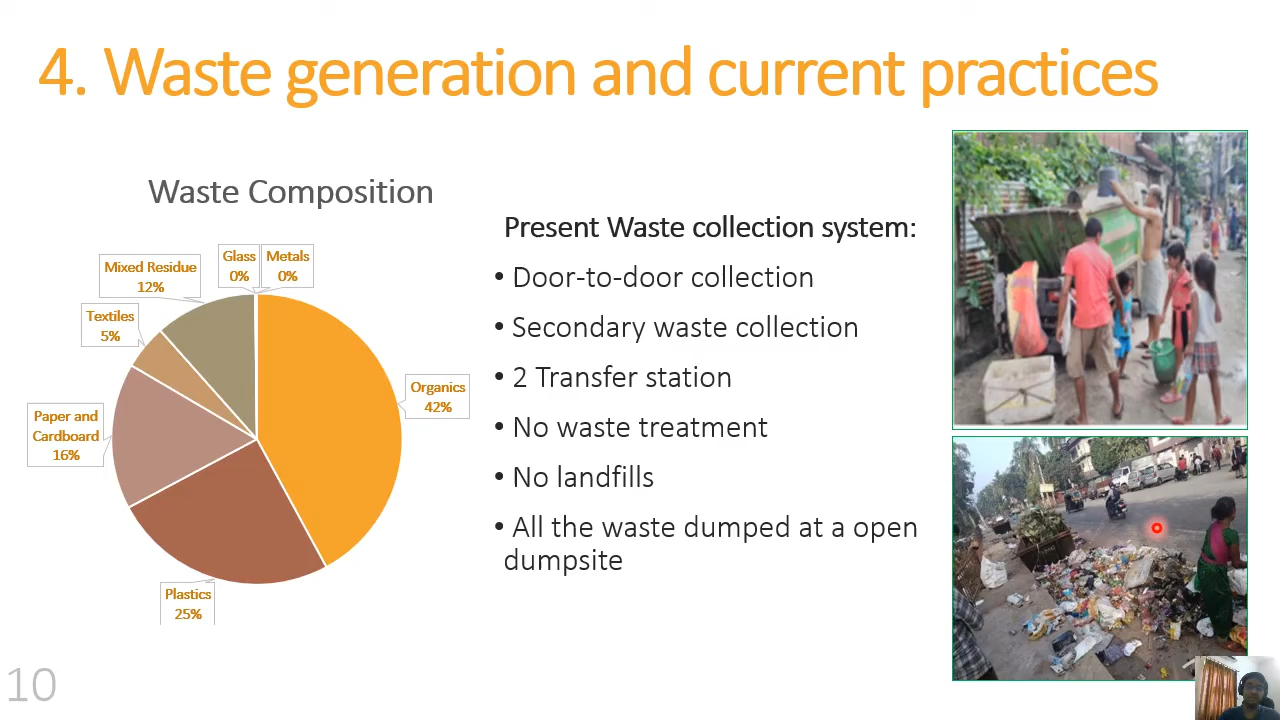 4. Waste generation and current practices
Waste Composition
Glass
0%
Metals
0%
Mixed Residue
12%
Textiles
5%
Organics
42%
Paper and
Cardboard
16%
Plastics
25%
Present Waste collection system:
• Door-to-door collection
• Secondary waste collection
• 2 Transfer station
• No waste treatment
• No landfills
• All the waste dumped at a open
dumpsite
10